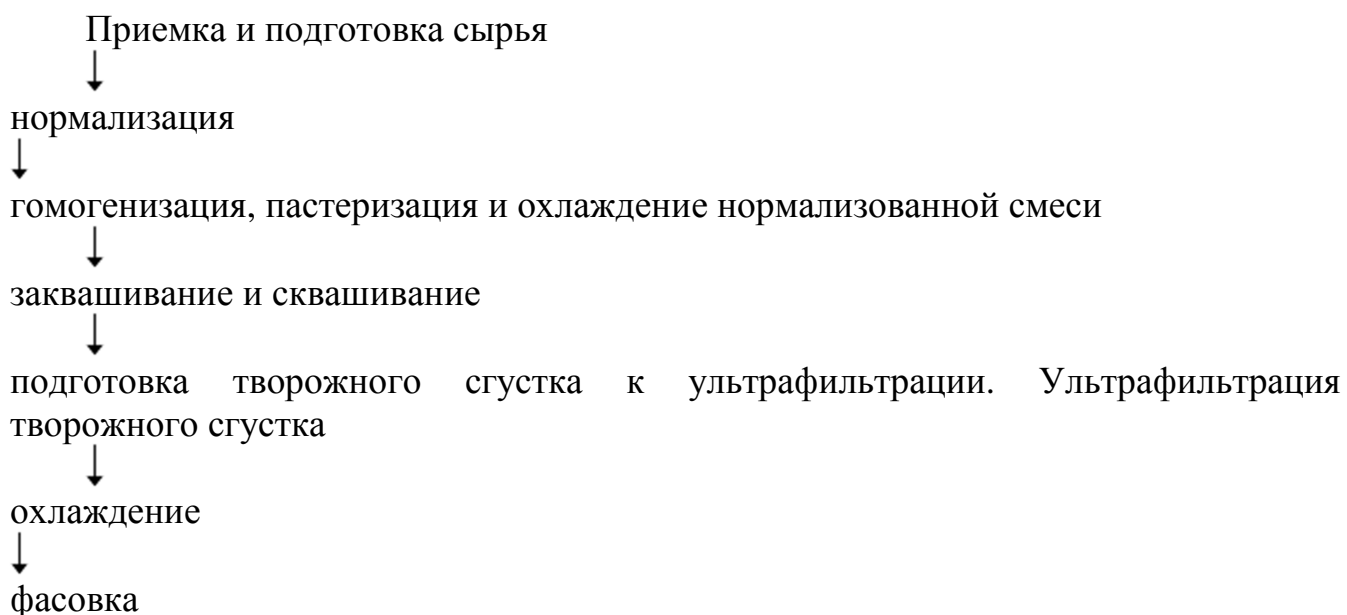 Приемка и подготовка сырья
нормализация
гомогенизация, пастеризация и охлаждение нормализованной смеси
заквашивание и сквашивание
подготовка творожного сгустка к ультрафильтрации. Ультрафильтрация
творожного сгустка
охлаждение
фасовка